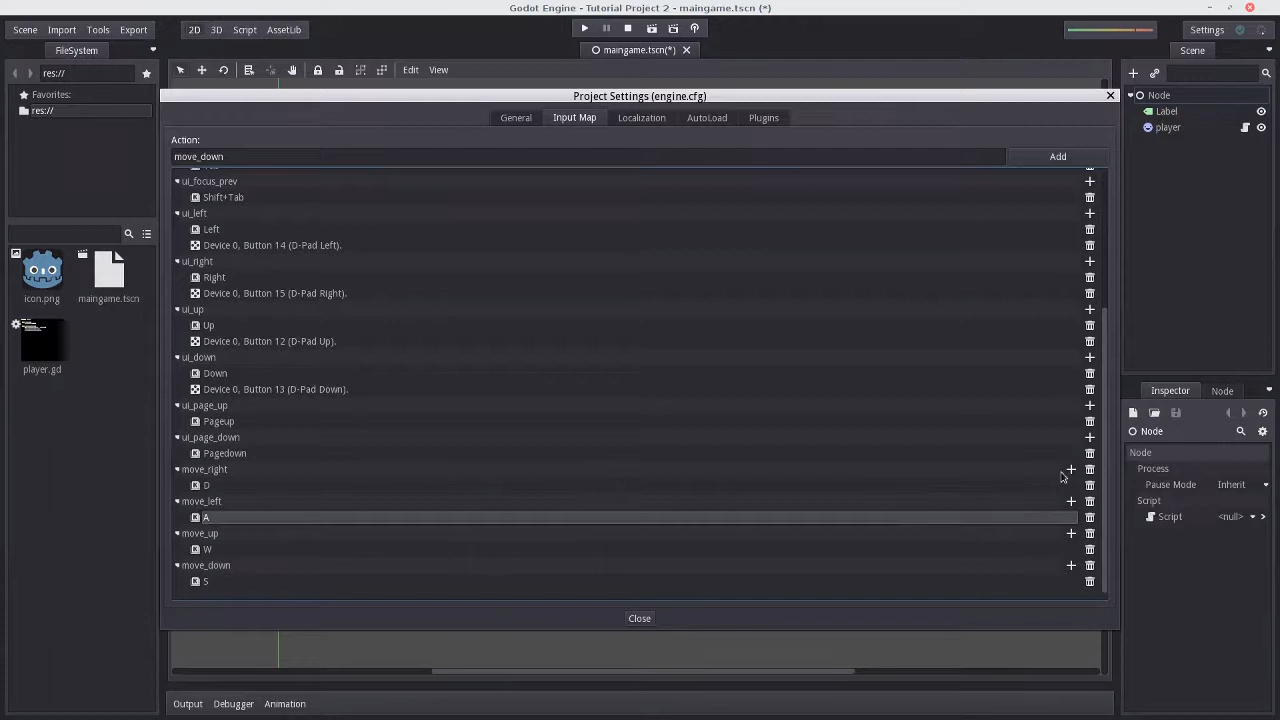 Godot Engine - Tutorial Project 2 - maingame.tscn (*)
Scene Import Tools Export
2D 3D Script AssetLib
Settings
FileSystem
maingame.tscn(*)
Scene
res://
Edit View
Favorites:
res://
Project Settings (engine.cfg)
Node
Label
player
General Input Map Localization AutoLoad Plugins
Action:
move_down
Add
ui_focus_prev
Shift+Tab
ui_left
Left
Device 0, Button 14 (D-Pad Left).
ui_right
Right
Device 0, Button 15 (D-Pad Right).
ui_up
Up
Device 0, Button 12 (D-Pad Up).
ui_down
Down
Device 0, Button 13 (D-Pad Down).
ui_page_up
Pageup
ui_page_down
Pagedown
move_right
D
move_left
A
move_up
W
move_down
S
Close
icon.png
maingame.tscn
player.gd
Inspector Node
Node
Node
Process
Pause Mode Inherit
Script
Script <null>
Output Debugger Animation